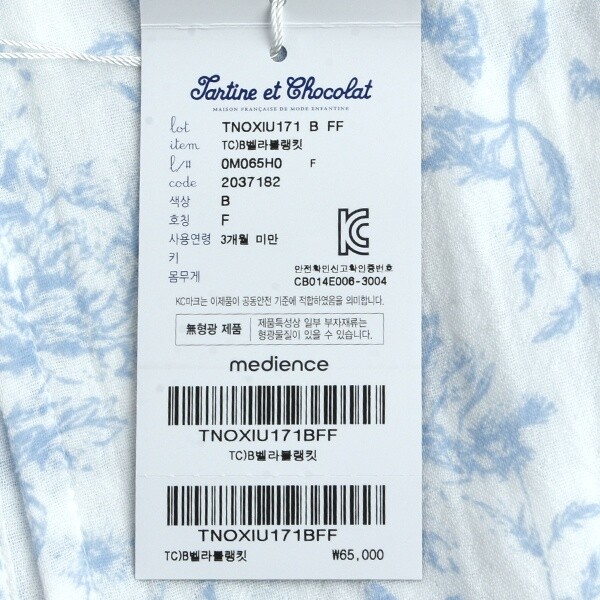 Tartine et Chocolat
MAISON FRANÇAISE DE MODE ENFANTINE
lot TNOXIU171 B FF
item TC)B벨라블랭킷
l/# 0M065H0 F
code 2037182
색상 B
호칭 F
사용연령 3개월 미만
키
몸무게
안전확인신고확인증번호
CB014E006-3004
KC마크는 이제품이 공통안전 기준에 적합하였음을 의미합니다.
無형광 제품
제품특성상 일부 부자재류는
형광물질이 있을 수 있습니다.
medience
TNOXIU171BFF
TC)B벨라블랭킷
TNOXIU171BFF
TC)B벨라블랭킷 ₩65,000